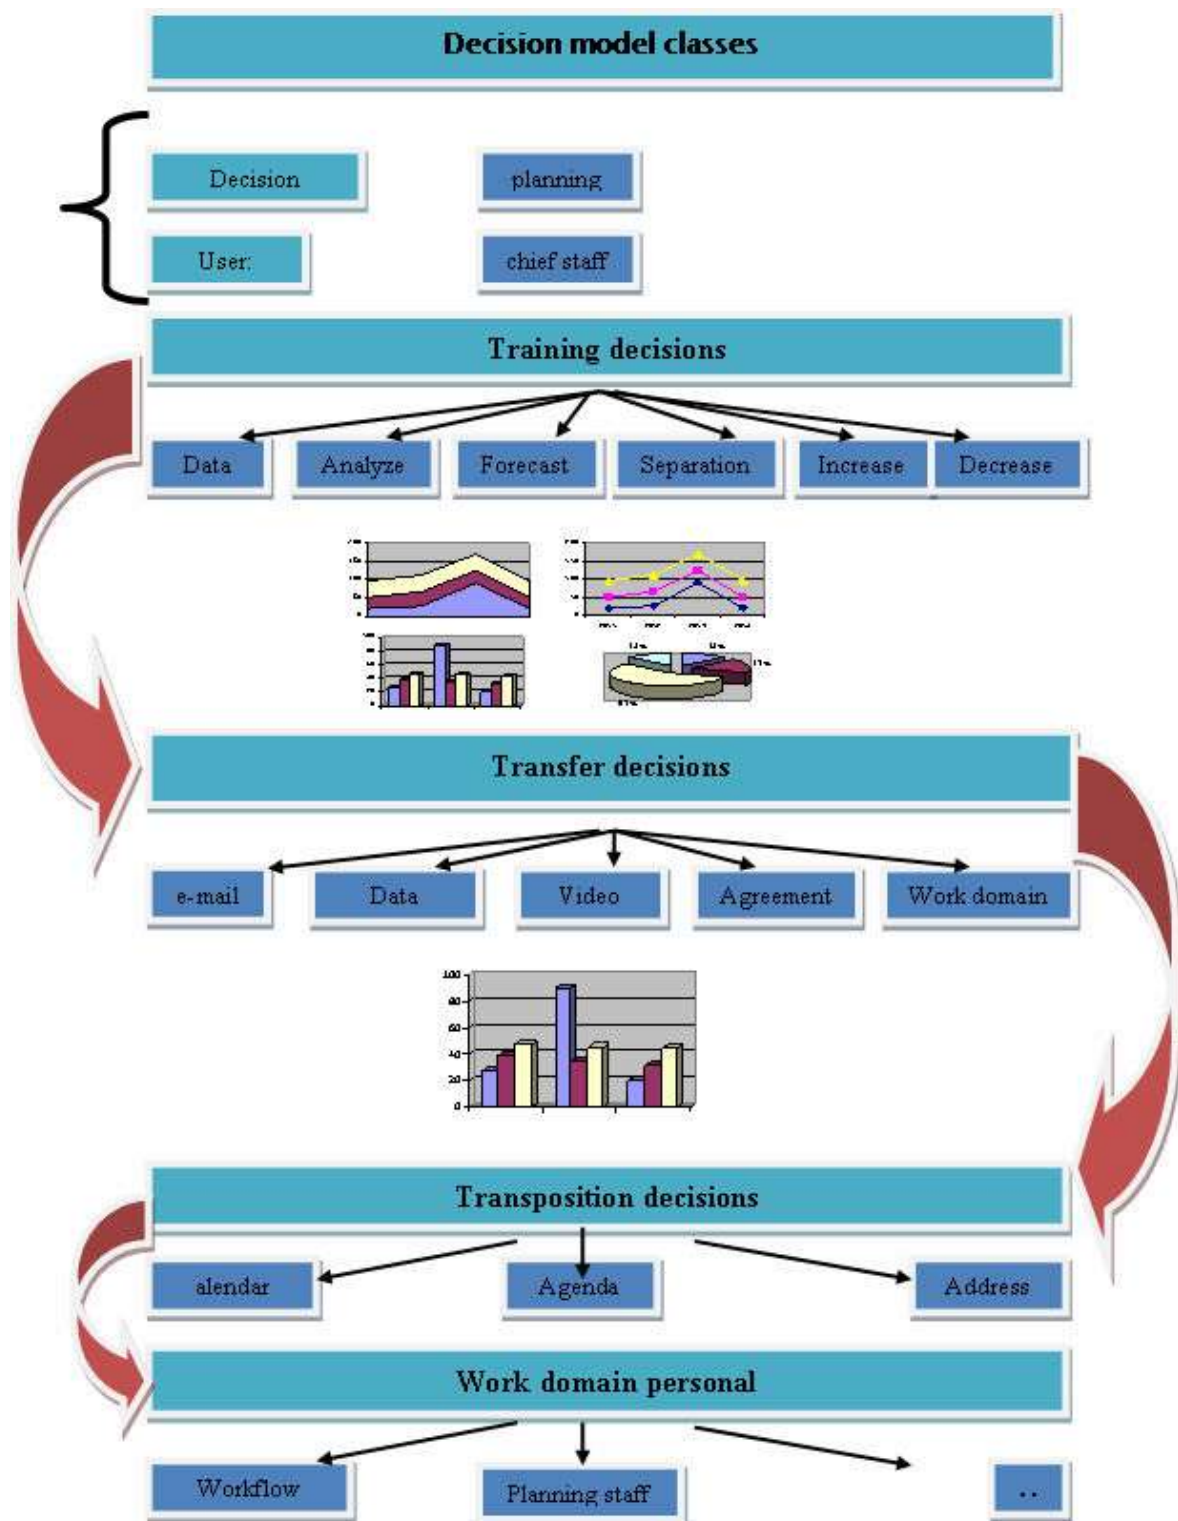 Decision model classes
Decision
planning
User:
chief staff
Training decisions
Data
Analyze
Forecast
Separation
Increase
Decrease
Transfer decisions
e-mail
Data
Video
Agreement
Work domain
100
80
60
40
20
0
Transposition decisions
alendar
Agenda
Address
Work domain personal
Workflow
Planning staff
..